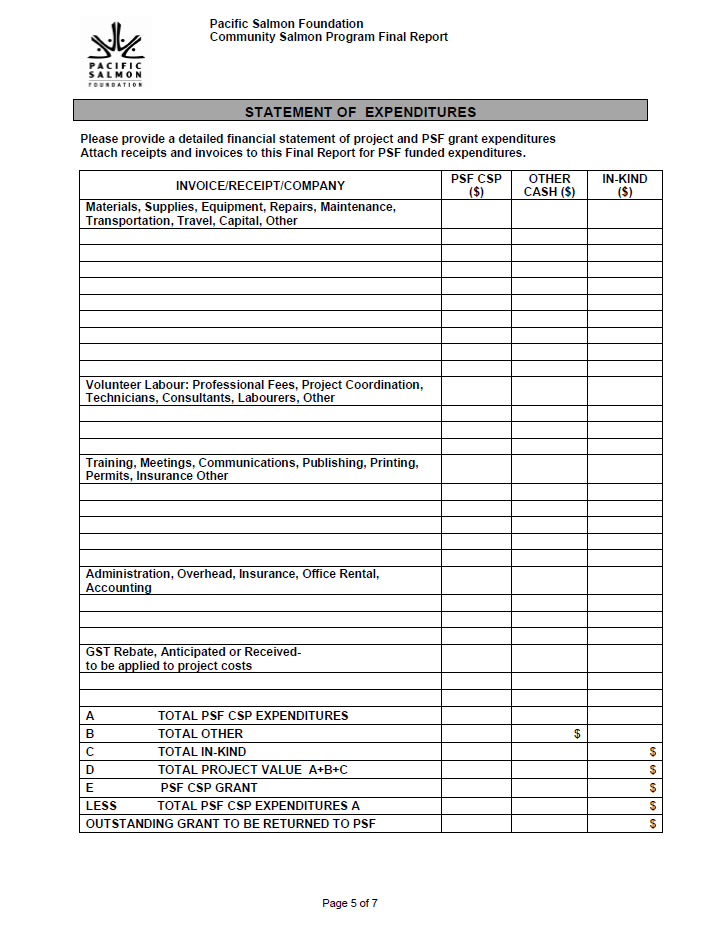 Pacific Salmon Foundation
Community Salmon Program Final Report
PACIFIC
SALMON
FOUNDATION
STATEMENT OF EXPENDITURES
Please provide a detailed financial statement of project and PSF grant expenditures
Attach receipts and invoices to this Final Report for PSF funded expenditures.
INVOICE/RECEIPT/COMPANY PSF CSP ($) OTHER CASH ($) IN-KIND ($)
Materials, Supplies, Equipment, Repairs, Maintenance,
Transportation, Travel, Capital, Other
Volunteer Labour: Professional Fees, Project Coordination,
Technicians, Consultants, Labourers, Other
Training, Meetings, Communications, Publishing, Printing,
Permits, Insurance Other
Administration, Overhead, Insurance, Office Rental,
Accounting
GST Rebate, Anticipated or Received-
to be applied to project costs
A TOTAL PSF CSP EXPENDITURES
B TOTAL OTHER $
C TOTAL IN-KIND $
D TOTAL PROJECT VALUE A+B+C $
E PSF CSP GRANT $
LESS TOTAL PSF CSP EXPENDITURES A $
OUTSTANDING GRANT TO BE RETURNED TO PSF $
Page 5 of 7